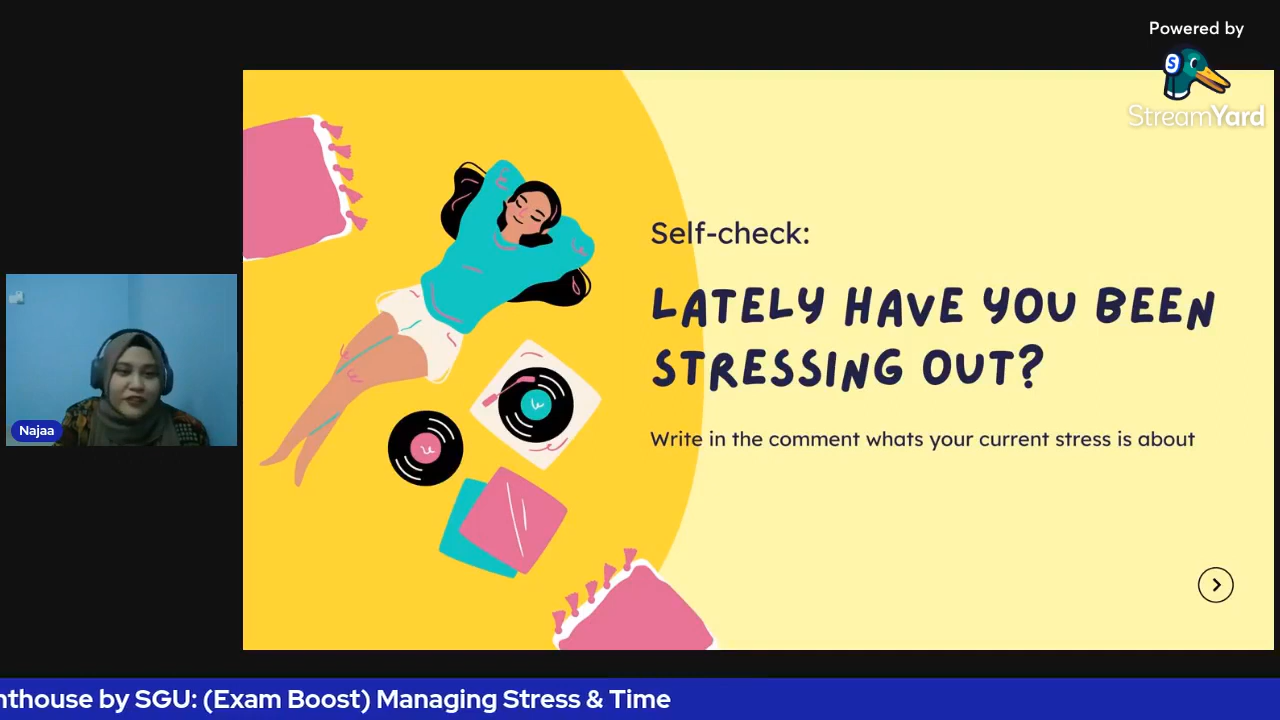 Powered by
StreamYard
Self-check:
LATELY HAVE YOU BEEN
STRESSING OUT?
Write in the comment whats your current stress is about
Najaa
nthouse by SGU: (Exam Boost) Managing Stress & Time